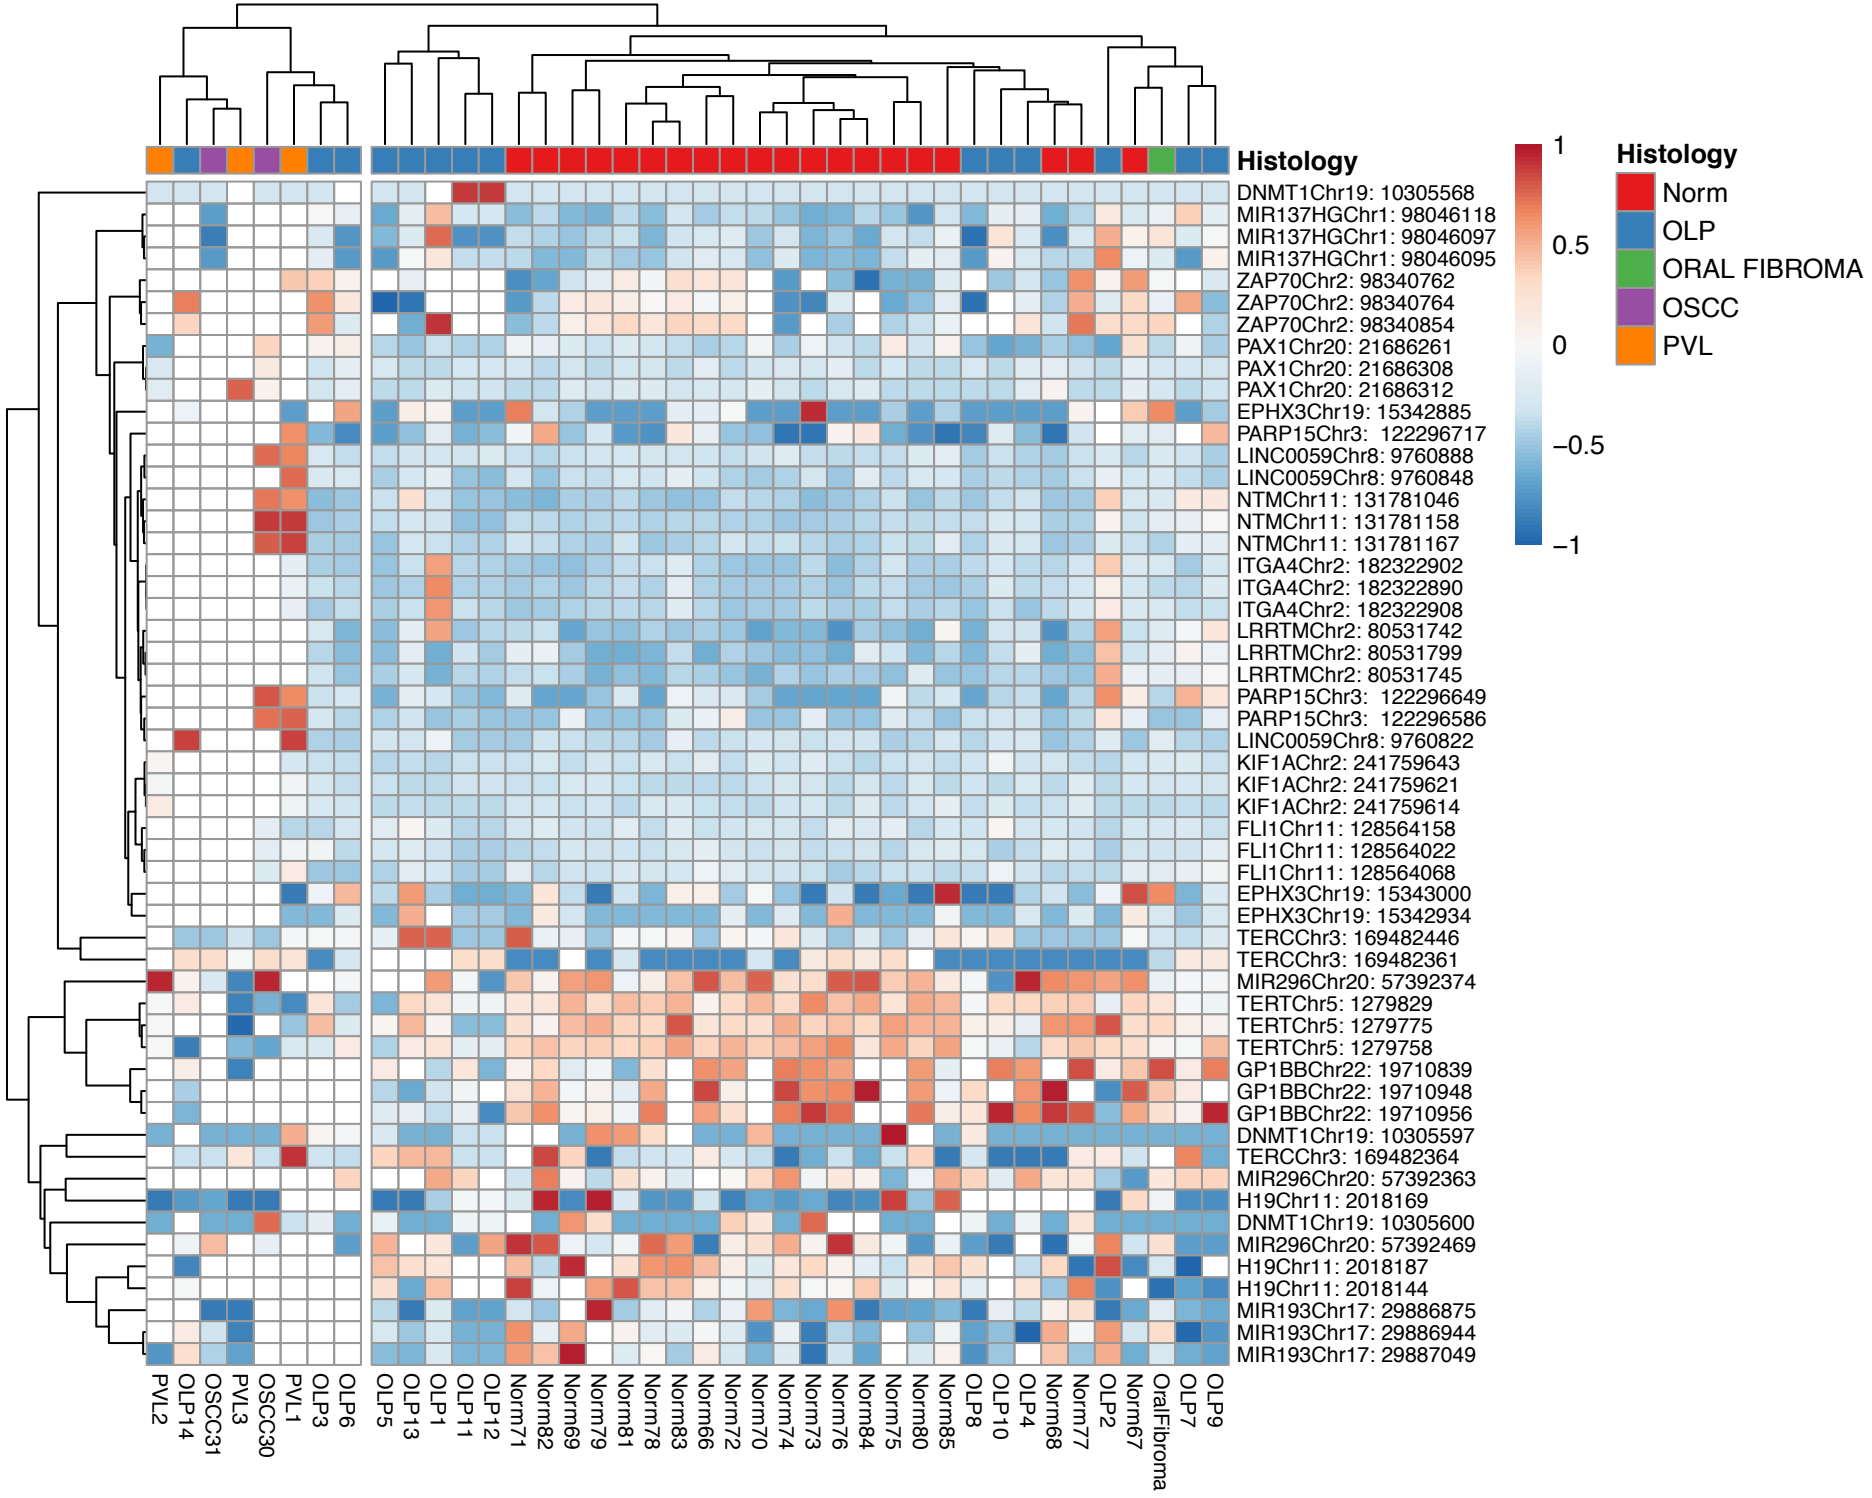 Histology
DNMT1Chr19: 10305568
MIR137HGChr1: 98046118
MIR137HGChr1: 98046097
MIR137HGChr1: 98046095
ZAP70Chr2: 98340762
ZAP70Chr2: 98340764
ZAP70Chr2: 98340854
PAX1Chr20: 21686261
PAX1Chr20: 21686308
PAX1Chr20: 21686312
EPHX3Chr19: 15342885
PARP15Chr3:  122296717
LINC0059Chr8: 9760888
LINC0059Chr8: 9760848
NTMChr11: 131781046
NTMChr11: 131781158
NTMChr11: 131781167
ITGA4Chr2: 182322902
ITGA4Chr2: 182322890
ITGA4Chr2: 182322908
LRRTMChr2: 80531742
LRRTMChr2: 80531799
LRRTMChr2: 80531745
PARP15Chr3:  122296649
PARP15Chr3:  122296586
LINC0059Chr8: 9760822
KIF1AChr2: 241759643
KIF1AChr2: 241759621
KIF1AChr2: 241759614
FLI1Chr11: 128564158
FLI1Chr11: 128564022
FLI1Chr11: 128564068
EPHX3Chr19: 15343000
EPHX3Chr19: 15342934
TERCChr3: 169482446
TERCChr3: 169482361
MIR296Chr20: 57392374
TERTChr5: 1279829
TERTChr5: 1279775
TERTChr5: 1279758
GP1BBChr22: 19710839
GP1BBChr22: 19710948
GP1BBChr22: 19710956
DNMT1Chr19: 10305597
TERCChr3: 169482364
MIR296Chr20: 57392363
H19Chr11: 2018169
DNMT1Chr19: 10305600
MIR296Chr20: 57392469
H19Chr11: 2018187
H19Chr11: 2018144
MIR193Chr17: 29886875
MIR193Chr17: 29886944
MIR193Chr17: 29887049
PVL2
OLP14
OSCC31
PVL3
OSCC30
PVL1
OLP3
OLP6
OLP5
OLP13
OLP1
OLP11
OLP12
Norm71
Norm82
Norm69
Norm79
Norm81
Norm78
Norm83
Norm66
Norm72
Norm70
Norm74
Norm73
Norm76
Norm84
Norm75
Norm80
Norm85
OLP8
OLP10
OLP4
Norm68
Norm77
OLP2
Norm67
OralFibroma
OLP7
OLP9
1
0.5
0
−0.5
−1
Histology
Norm
OLP
ORAL FIBROMA
OSCC
PVL